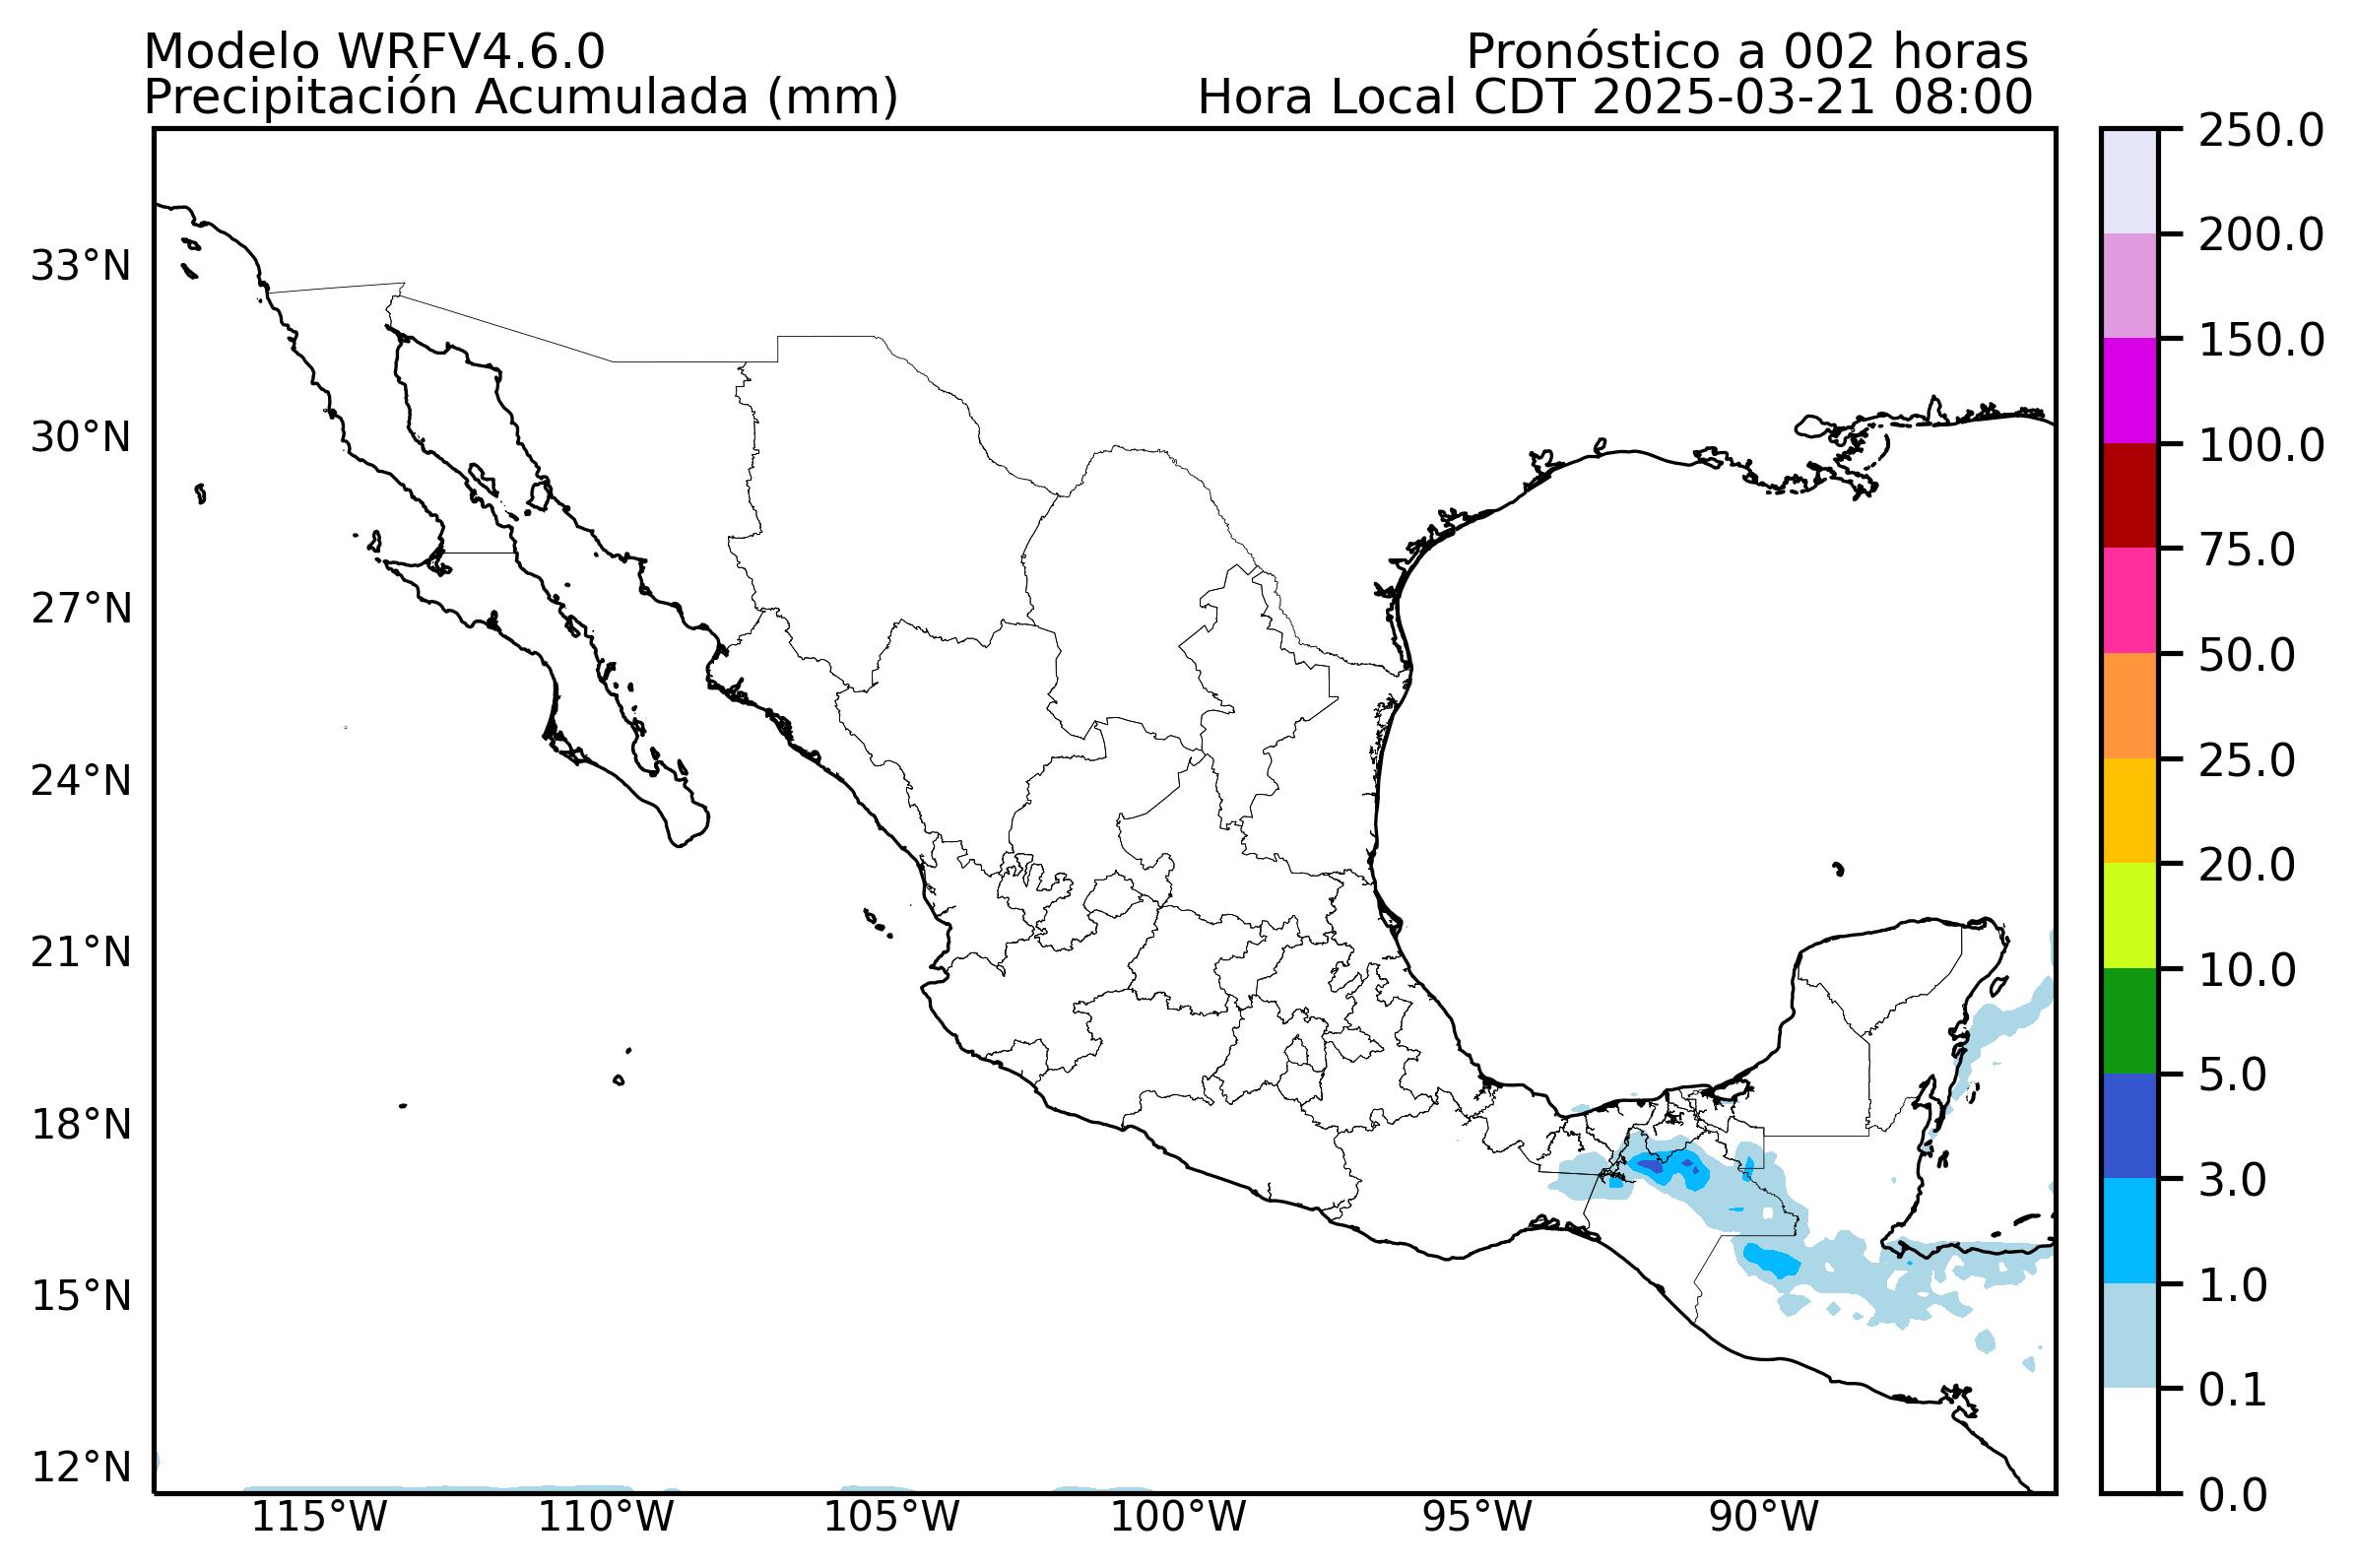 Modelo WRFV4.6.0
Pronóstico a 002 horas
Precipitación Acumulada (mm)
Hora Local CDT 2025-03-21 08:00
250.0
200.0
150.0
100.0
75.0
50.0
25.0
20.0
10.0
5.0
3.0
1.0
0.1
0.0
33°N
30°N
27°N
24°N
21°N
18°N
15°N
12°N
115°W
110°W
105°W
100°W
95°W
90°W